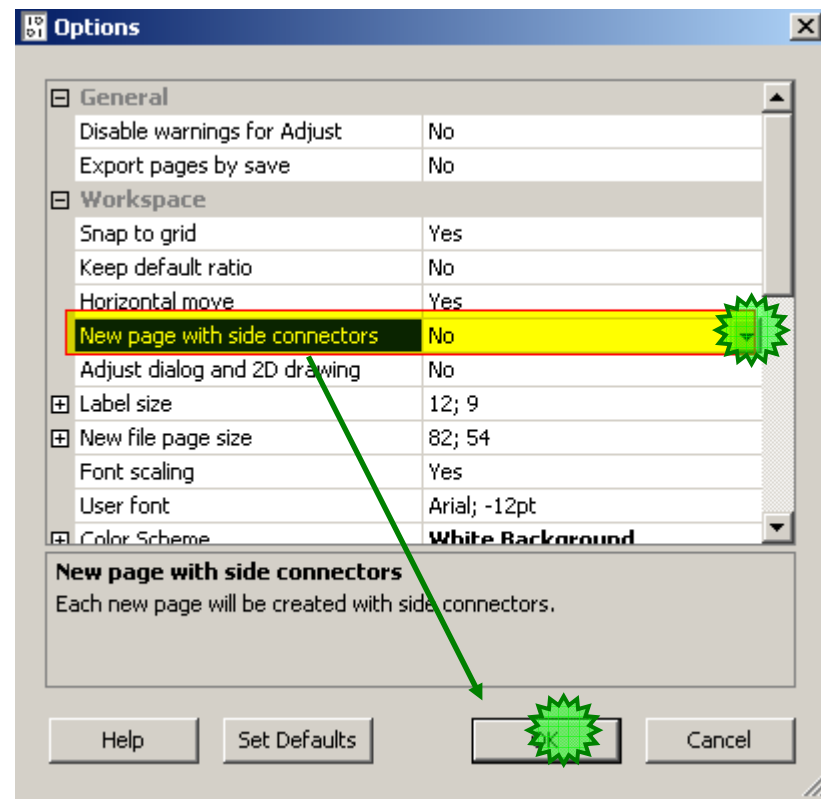 Options
General
Disable warnings for Adjust No
Export pages by save No
Workspace
Snap to grid Yes
Keep default ratio No
Horizontal move Yes
New page with side connectors No
Adjust dialog and 2D drawing No
Label size 12; 9
New file page size 82; 54
Font scaling Yes
User font Arial; -12pt
Color Scheme White Background
New page with side connectors
Each new page will be created with side connectors.
Help Set Defaults OK Cancel